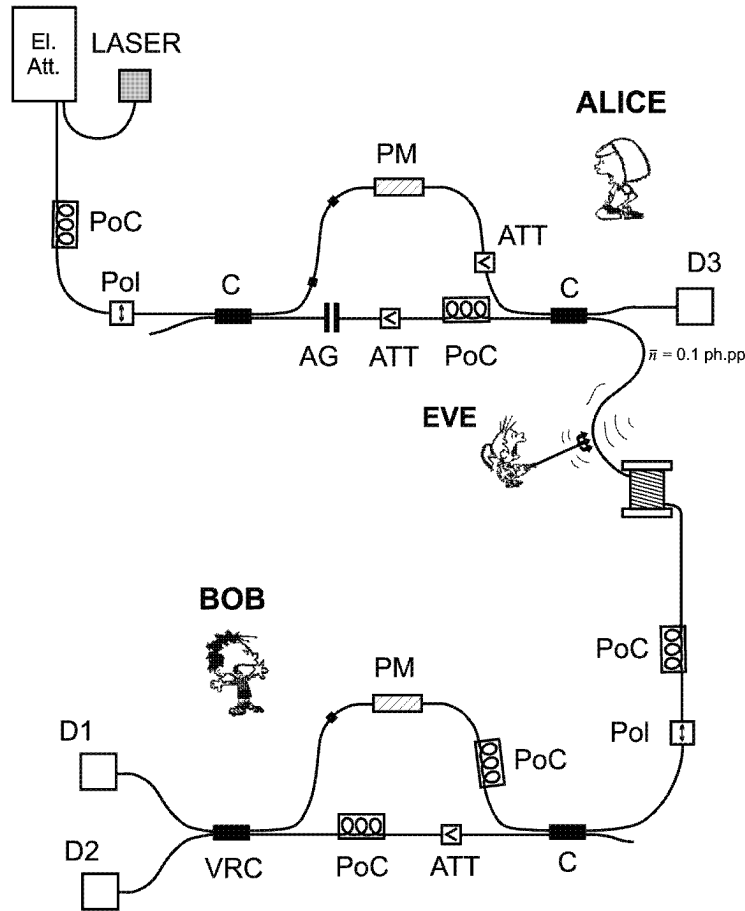 El.
Att.
LASER
ALICE
PM
PoC
ATT
Pol
C
C
D3
AG
ATT
PoC
n̄ = 0.1 ph.pp
EVE
BOB
PoC
PM
Pol
D1
PoC
D2
VRC
PoC
ATT
C